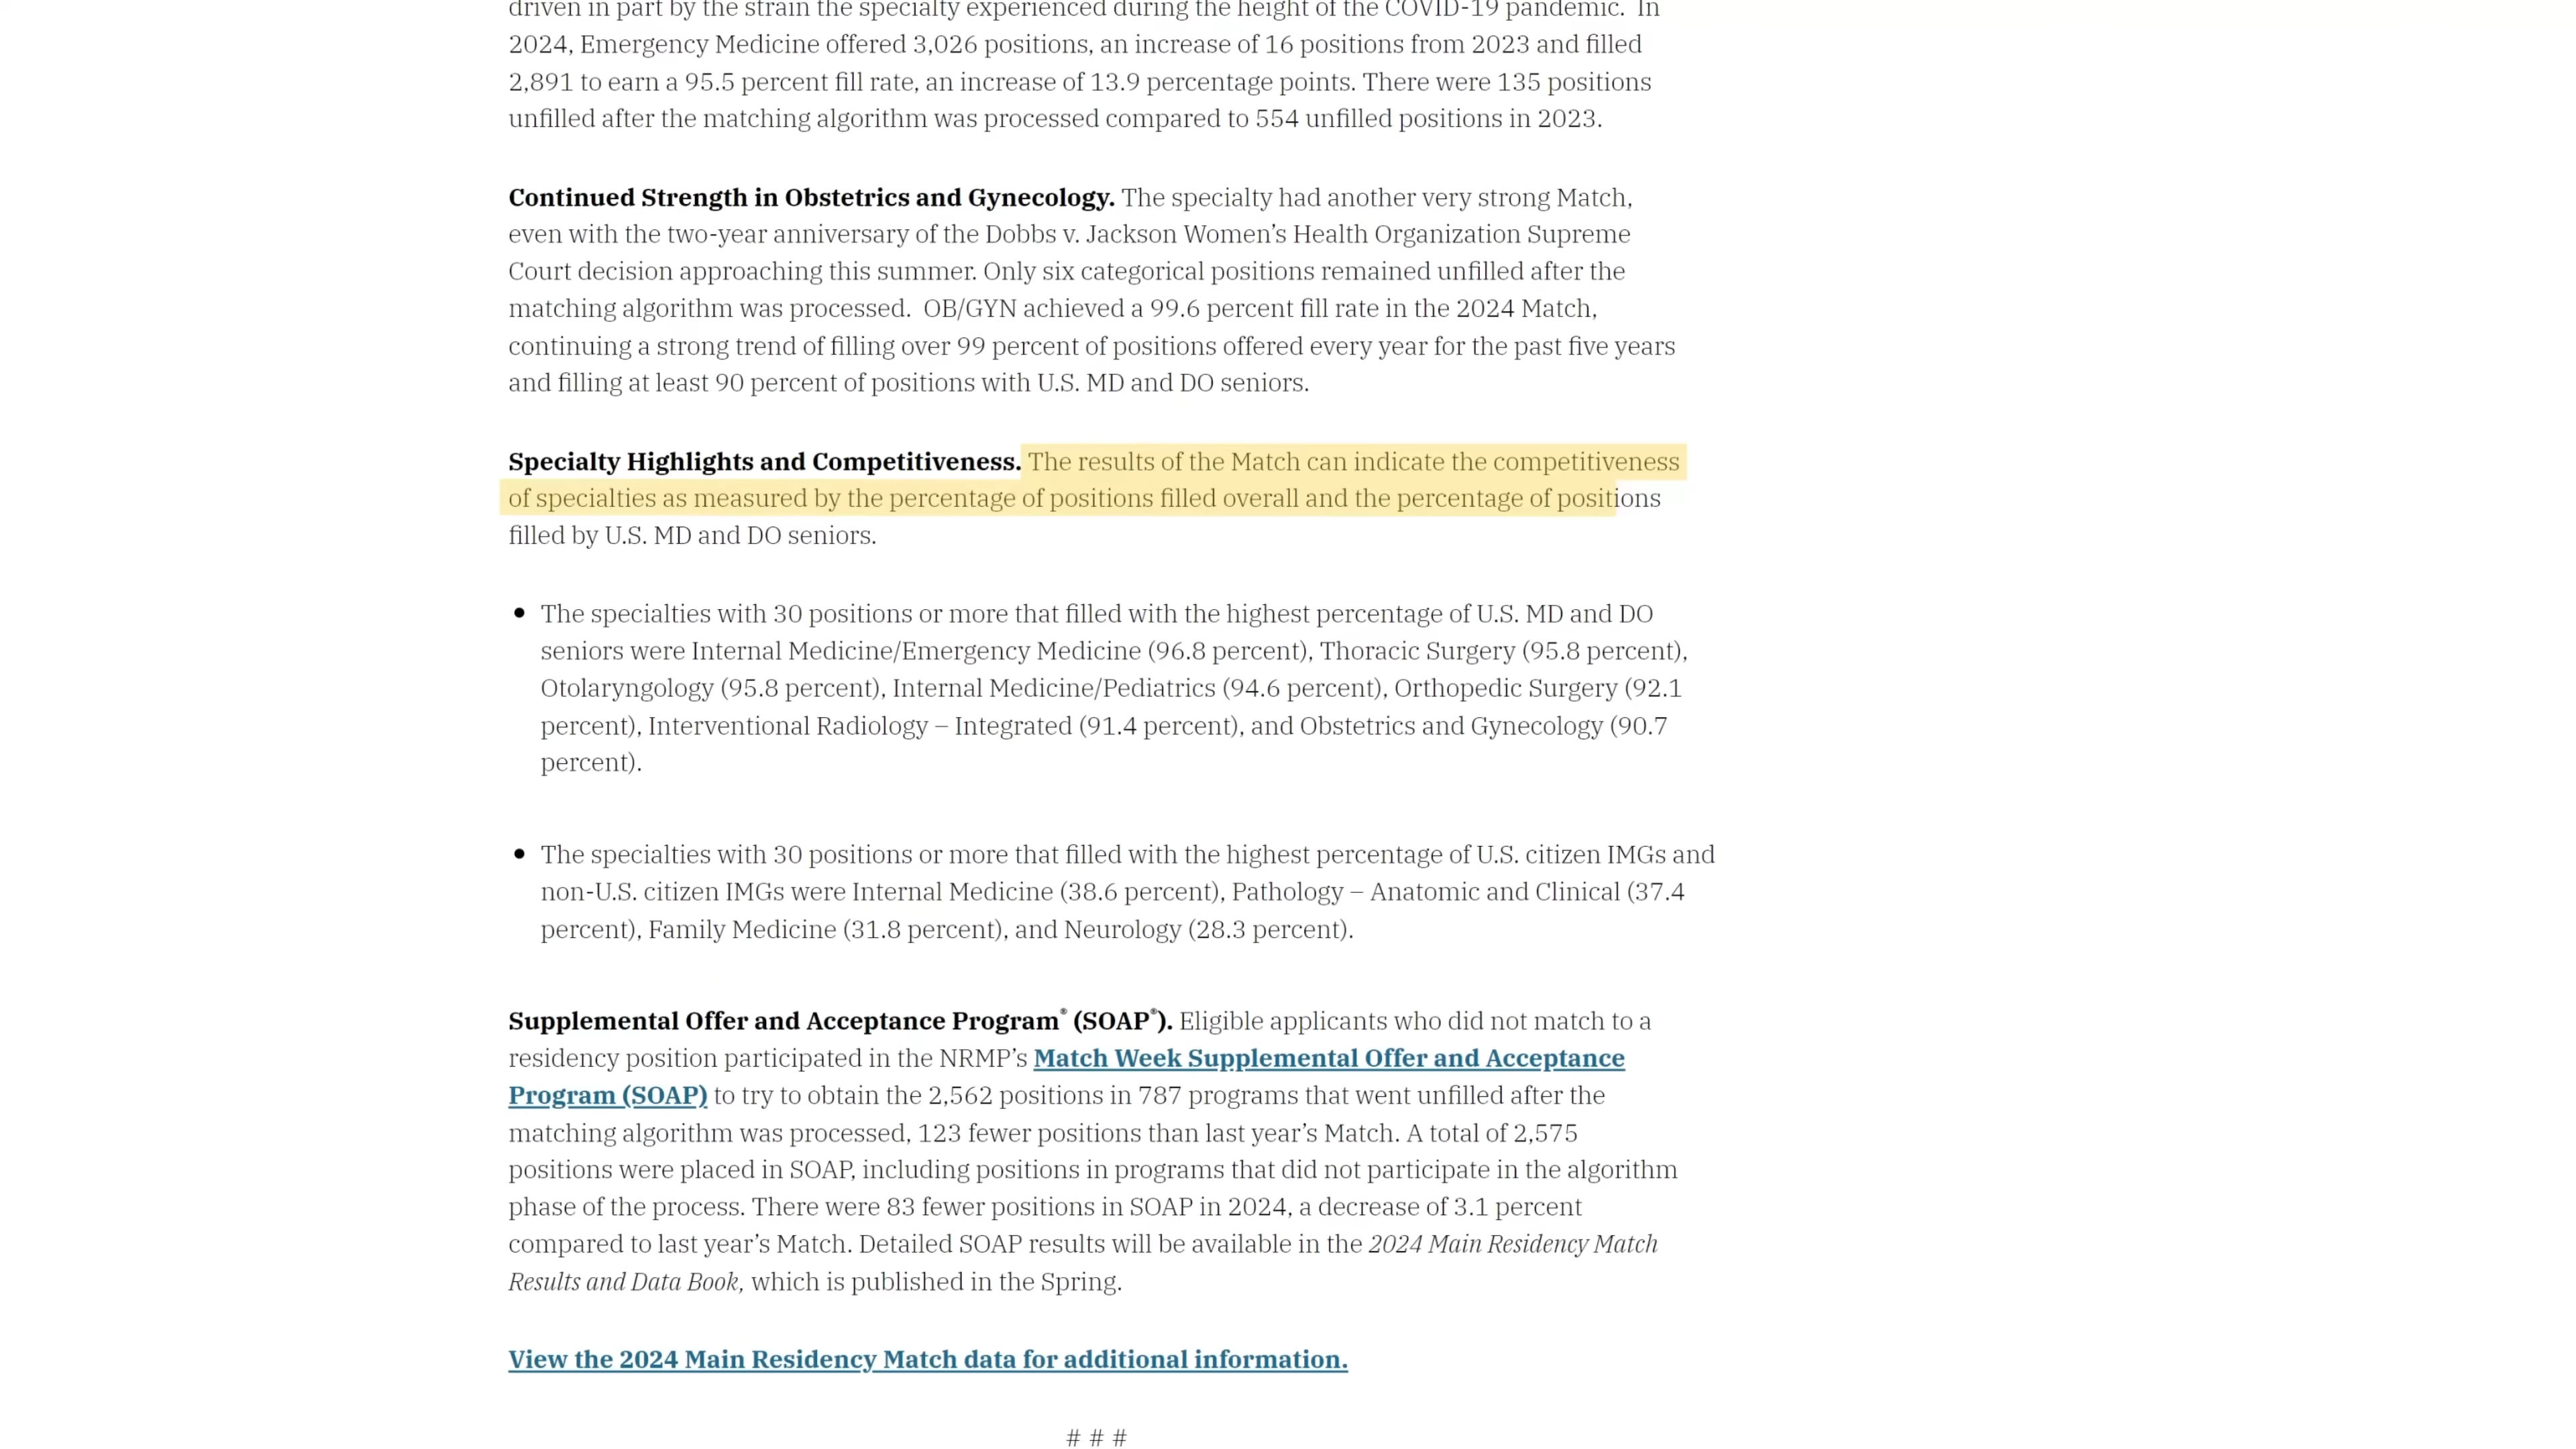 driven in part by the strain the specialty experienced during the height of the COVID-19 pandemic. In
2024, Emergency Medicine offered 3,026 positions, an increase of 16 positions from 2023 and filled
2,891 to earn a 95.5 percent fill rate, an increase of 13.9 percentage points. There were 135 positions
unfilled after the matching algorithm was processed compared to 554 unfilled positions in 2023.
Continued Strength in Obstetrics and Gynecology. The specialty had another very strong Match,
even with the two-year anniversary of the Dobbs v. Jackson Women’s Health Organization Supreme
Court decision approaching this summer. Only six categorical positions remained unfilled after the
matching algorithm was processed. OB/GYN achieved a 99.6 percent fill rate in the 2024 Match,
continuing a strong trend of filling over 99 percent of positions offered every year for the past five years
and filling at least 90 percent of positions with U.S. MD and DO seniors.
Specialty Highlights and Competitiveness. The results of the Match can indicate the competitiveness
of specialties as measured by the percentage of positions filled overall and the percentage of positions
filled by U.S. MD and DO seniors.
• The specialties with 30 positions or more that filled with the highest percentage of U.S. MD and DO
seniors were Internal Medicine/Emergency Medicine (96.8 percent), Thoracic Surgery (95.8 percent),
Otolaryngology (95.8 percent), Internal Medicine/Pediatrics (94.6 percent), Orthopedic Surgery (92.1
percent), Interventional Radiology – Integrated (91.4 percent), and Obstetrics and Gynecology (90.7
percent).
• The specialties with 30 positions or more that filled with the highest percentage of U.S. citizen IMGs and
non-U.S. citizen IMGs were Internal Medicine (38.6 percent), Pathology – Anatomic and Clinical (37.4
percent), Family Medicine (31.8 percent), and Neurology (28.3 percent).
Supplemental Offer and Acceptance Program® (SOAP®). Eligible applicants who did not match to a
residency position participated in the NRMP’s Match Week Supplemental Offer and Acceptance
Program (SOAP) to try to obtain the 2,562 positions in 787 programs that went unfilled after the
matching algorithm was processed, 123 fewer positions than last year’s Match. A total of 2,575
positions were placed in SOAP, including positions in programs that did not participate in the algorithm
phase of the process. There were 83 fewer positions in SOAP in 2024, a decrease of 3.1 percent
compared to last year’s Match. Detailed SOAP results will be available in the 2024 Main Residency Match
Results and Data Book, which is published in the Spring.
View the 2024 Main Residency Match data for additional information.
# # #